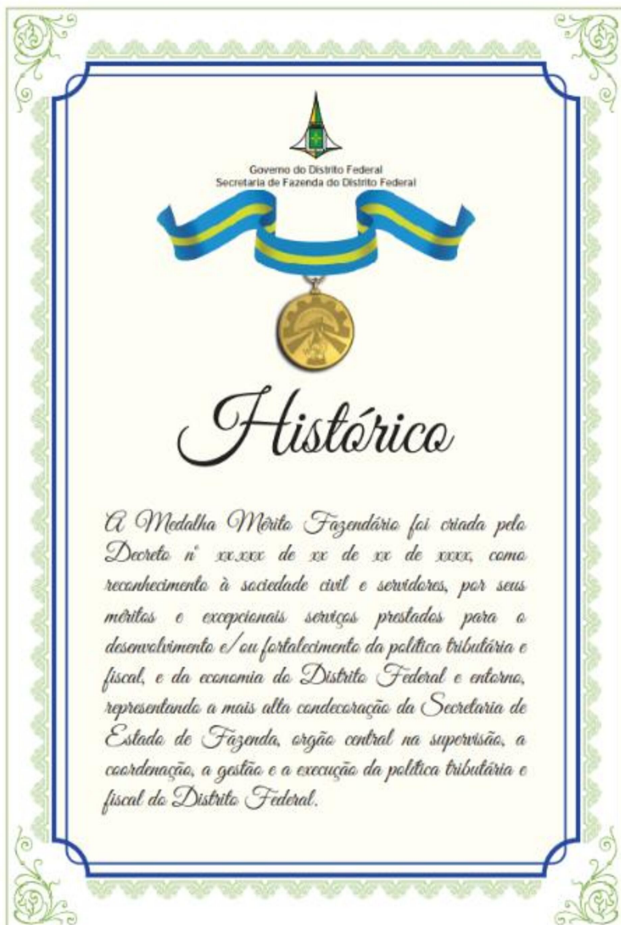 Governo do Distrito Federal
Secretaria de Fazenda do Distrito Federal
Histórico
A Medalha Mérito Fazendário foi criada pelo
Decreto nº xx.xxx de xx de xx de xxxx, como
reconhecimento à sociedade civil e servidores, por seus
méritos e excepcionais serviços prestados para o
desenvolvimento e/ou fortalecimento da política tributária e
fiscal, e da economia do Distrito Federal e entorno,
representando a mais alta condecoração da Secretaria de
Estado de Fazenda, orgão central na supervisão, a
coordenação, a gestão e a execução da política tributária e
fiscal do Distrito Federal.